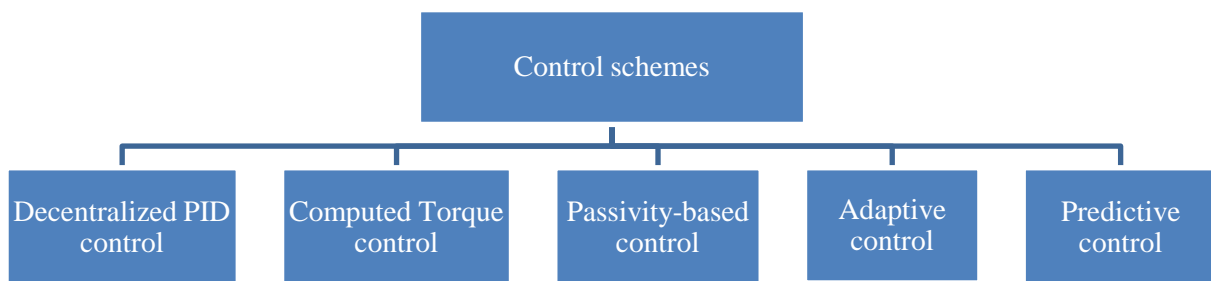 Control schemes
Decentralized PID
control
Computed Torque
control
Passivity-based
control
Adaptive
control
Predictive
control